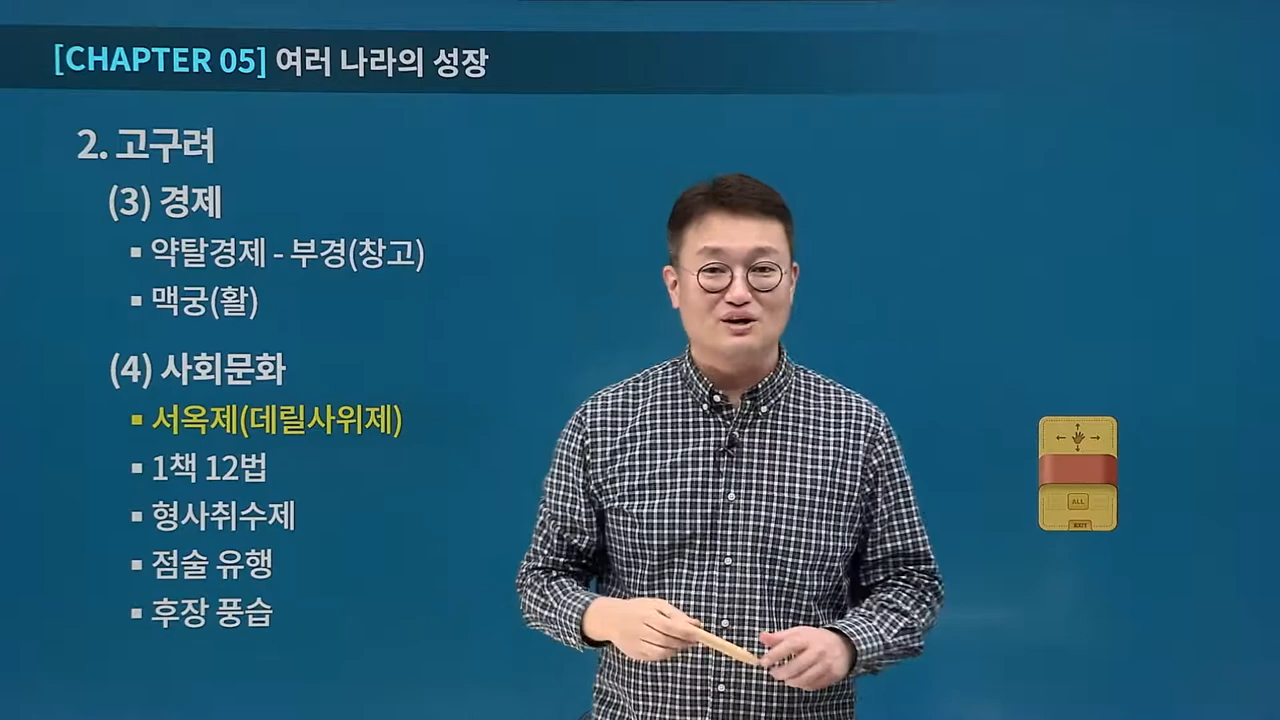 [CHAPTER 05] 여러 나라의 성장
2. 고구려
(3) 경제
▪ 약탈경제 - 부경(창고)
▪ 맥궁(활)
(4) 사회문화
▪ 서옥제(데릴사위제)
▪ 1책 12법
▪ 형사취수제
▪ 점술 유행
▪ 후장 풍습
ALL
EXIT